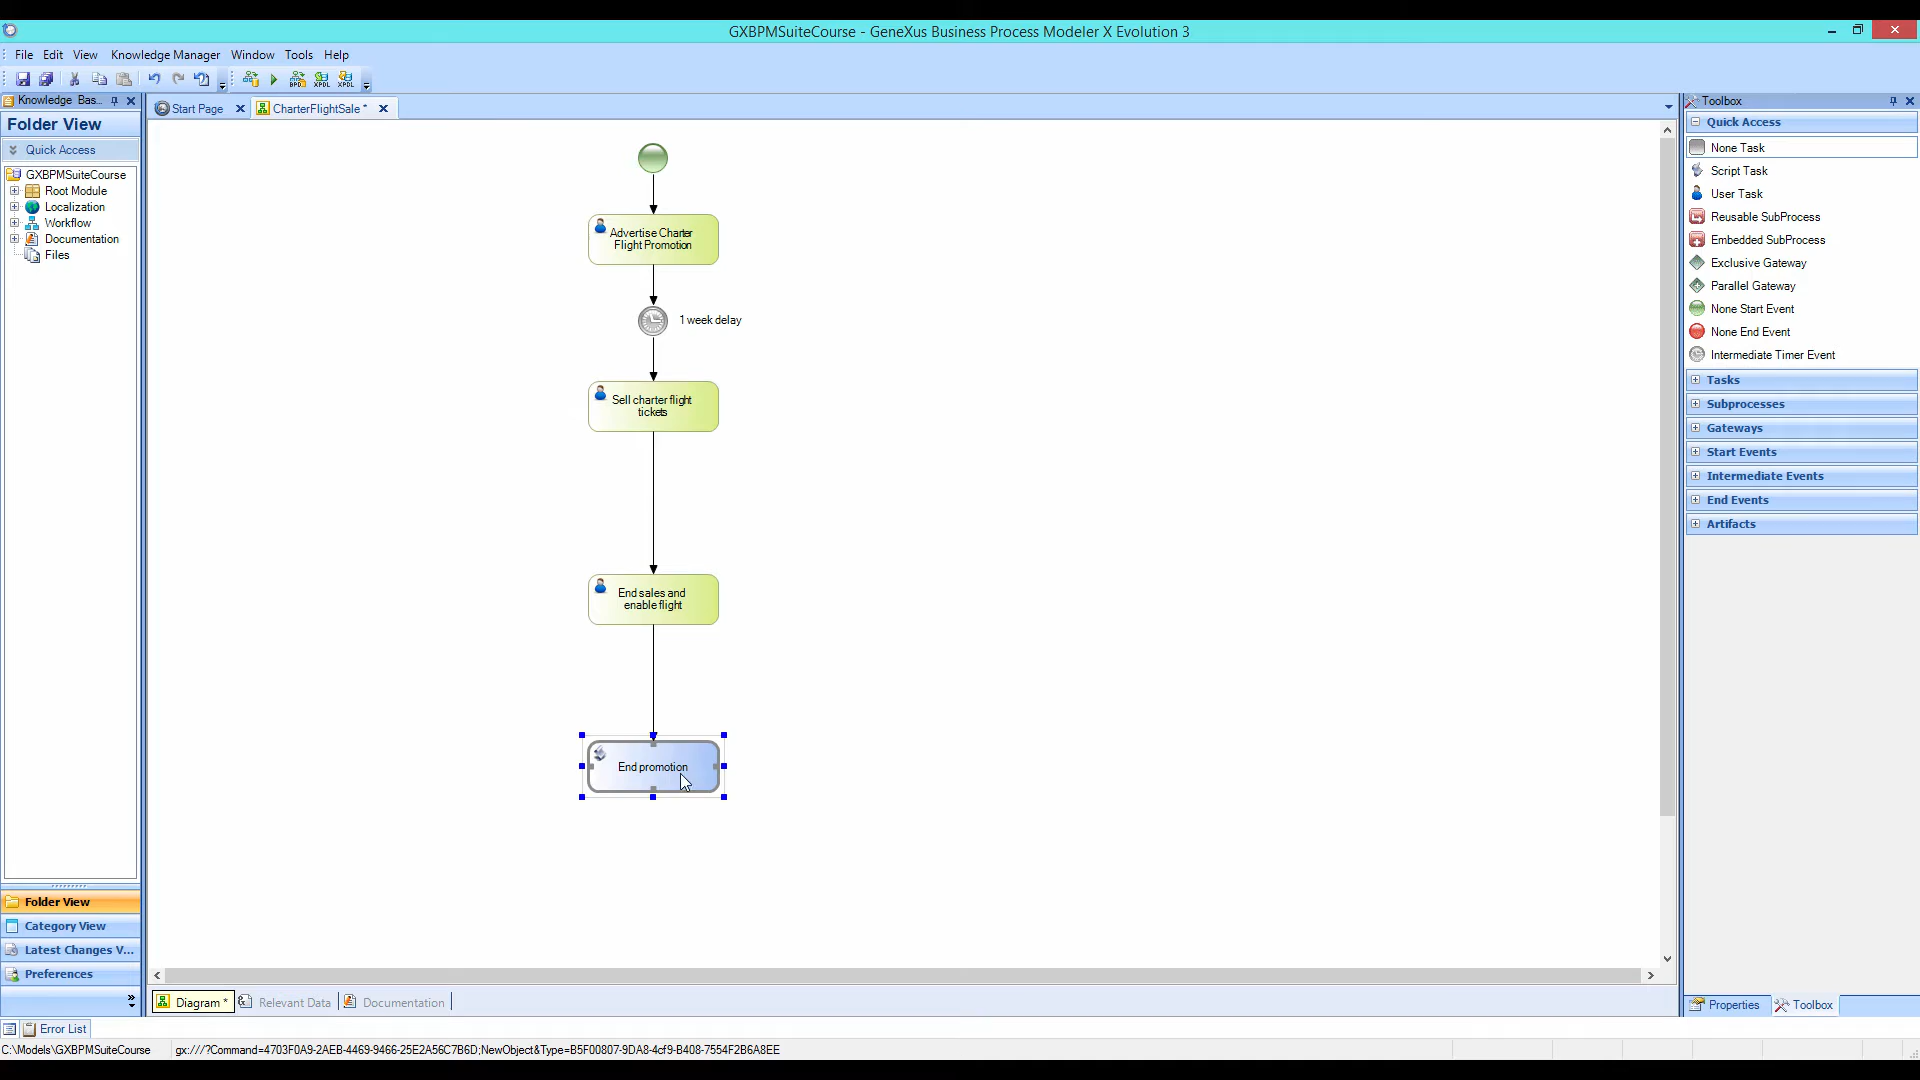 GXBPMSuiteCourse - GeneXus Business Process Modeler X Evolution 3
File Edit View Knowledge Manager Window Tools Help
Knowledge Bas...
Folder View
Quick Access
GXBPMSuiteCourse
Root Module
Localization
Workflow
Documentation
Files
Folder View
Category View
Latest Changes V...
Preferences
Start Page
CharterFlightSale *
Advertise Charter
Flight Promotion
1 week delay
Sell charter flight
tickets
End sales and
enable flight
End promotion
Diagram *
Relevant Data
Documentation
Toolbox
Quick Access
None Task
Script Task
User Task
Reusable SubProcess
Embedded SubProcess
Exclusive Gateway
Parallel Gateway
None Start Event
None End Event
Intermediate Timer Event
Tasks
Subprocesses
Gateways
Start Events
Intermediate Events
End Events
Artifacts
Properties
Toolbox
Error List
C:\Models\GXBPMSuiteCourse
gx:///?Command=4703F0A9-2AEB-4469-9466-25E2A56C7B6D;NewObject&Type=B5F00807-9DA8-4cf9-B408-7554F2B6A8EE